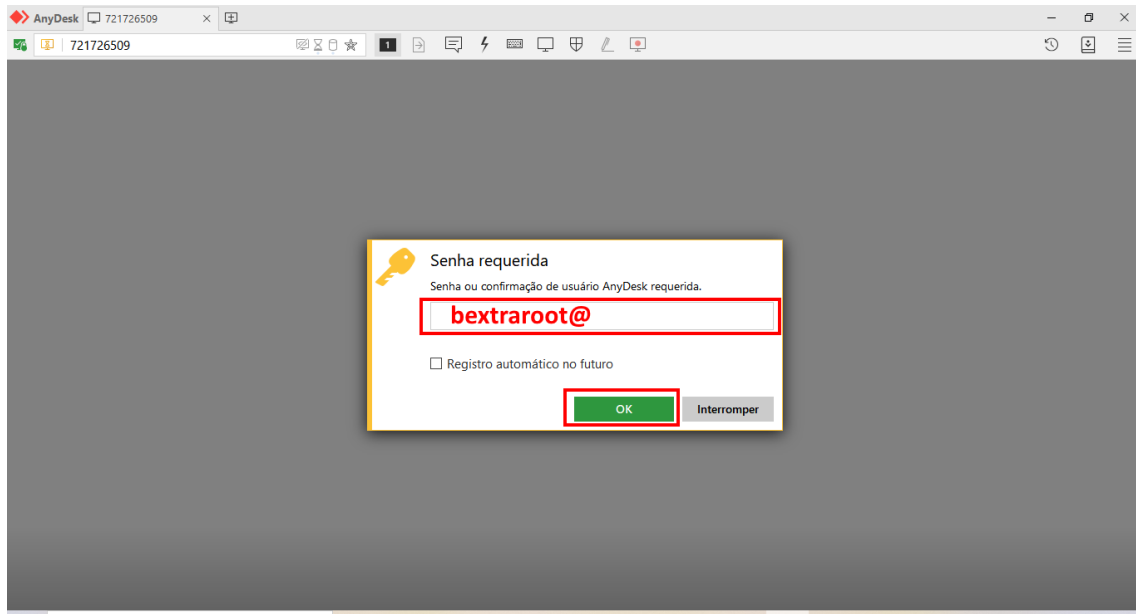 AnyDesk 721726509
721726509 1
Senha requerida
Senha ou confirmação de usuário AnyDesk requerida.
bextraroot@
Registro automático no futuro
OK Interromper